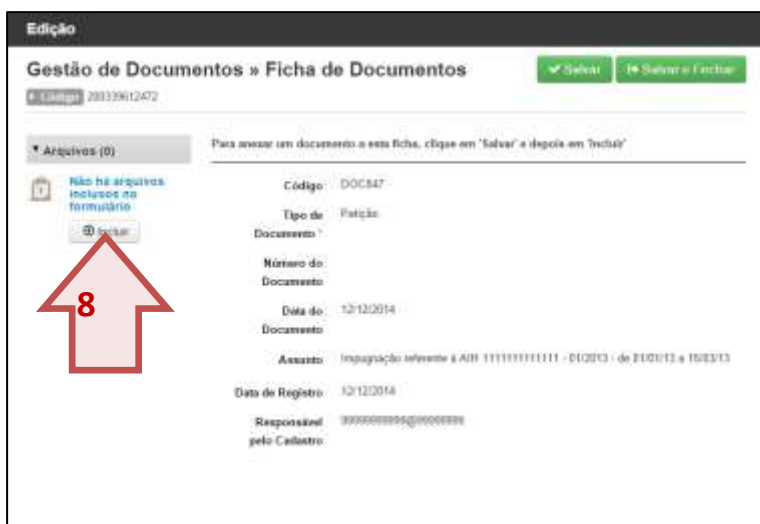 Edição
Gestão de Documentos » Ficha de Documentos
Salvar
Salvar e Fechar
Código 200339612472
Arquivos (0)
Para anexar um documento a esta ficha, clique em 'Salvar' e depois em 'Incluir'
Não há arquivos
inclusos no
formulário
Incluir
8
Código DOC847
Tipo de Petição
Documento *
Número do
Documento
Data do 12/12/2014
Documento
Assunto Impugnação referente a AIH 1111111111111 - 01/2013 - de 01/01/13 a 15/03/13
Data de Registro 12/12/2014
Responsável
pelo Cadastro